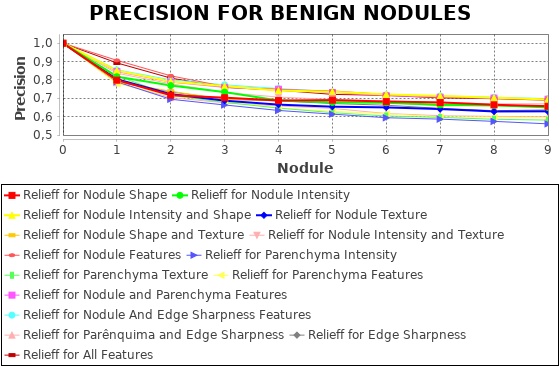 PRECISION FOR BENIGN NODULES
Precision
1,0
0,9
0,8
0,7
0,6
0,5
0 1 2 3 4 5 6 7 8 9
Nodule
Relieff for Nodule Shape Relieff for Nodule Intensity
Relieff for Nodule Intensity and Shape Relieff for Nodule Texture
Relieff for Nodule Shape and Texture Relieff for Nodule Intensity and Texture
Relieff for Nodule Features Relieff for Parenchyma Intensity
Relieff for Parenchyma Texture Relieff for Parenchyma Features
Relieff for Nodule and Parenchyma Features
Relieff for Nodule And Edge Sharpness Features
Relieff for Parênquima and Edge Sharpness Relieff for Edge Sharpness
Relieff for All Features